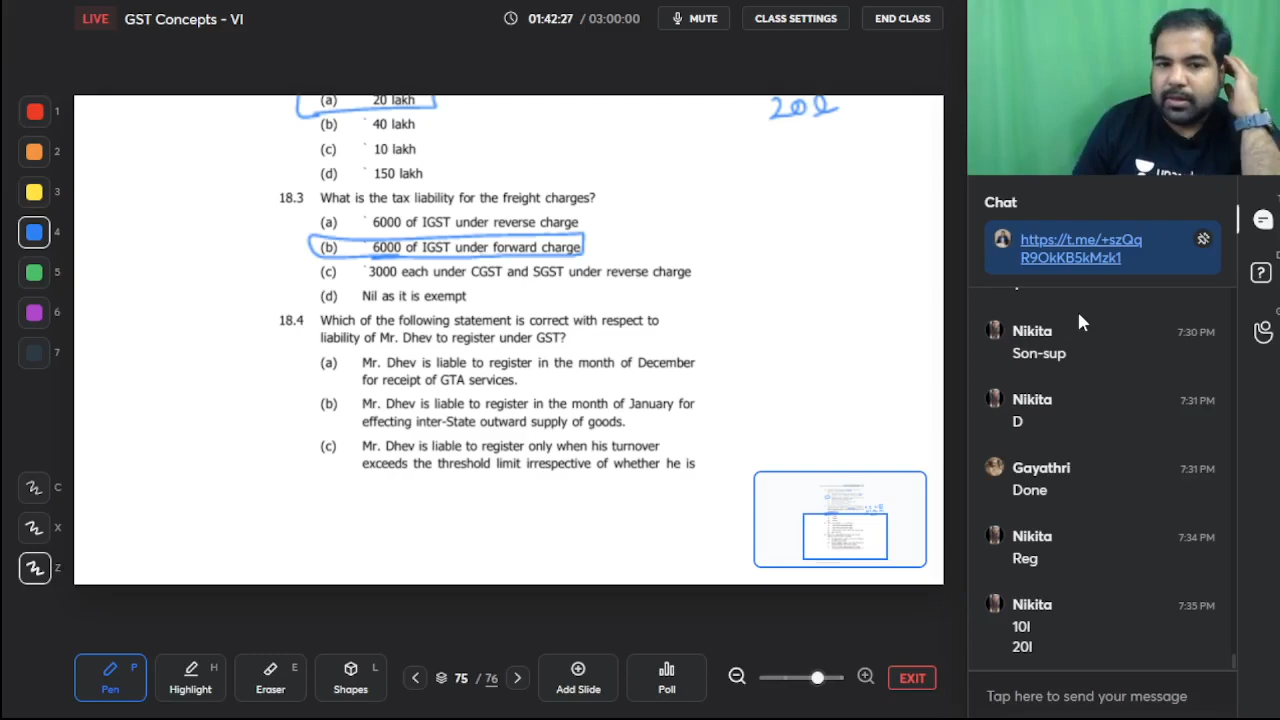 LIVE GST Concepts - VI 01:42:27 / 03:00:00 MUTE CLASS SETTINGS END CLASS
(a) ` 20 lakh
20l
(b) ` 40 lakh
(c) ` 10 lakh
(d) ` 150 lakh
18.3 What is the tax liability for the freight charges?
(a) ` 6000 of IGST under reverse charge
(b) ` 6000 of IGST under forward charge
(c) ` 3000 each under CGST and SGST under reverse charge
(d) Nil as it is exempt
18.4 Which of the following statement is correct with respect to
liability of Mr. Dhev to register under GST?
(a) Mr. Dhev is liable to register in the month of December
for receipt of GTA services.
(b) Mr. Dhev is liable to register in the month of January for
effecting inter-State outward supply of goods.
(c) Mr. Dhev is liable to register only when his turnover
exceeds the threshold limit irrespective of whether he is
1
2
3
4
5
6
7
C
X
Z
Chat
https://t.me/+szQq
R9OkKB5kMzk1
Nikita 7:30 PM
Son-sup
Nikita 7:31 PM
D
Gayathri 7:31 PM
Done
Nikita 7:34 PM
Reg
Nikita 7:35 PM
10l
20l
Tap here to send your message
P H E L
Pen Highlight Eraser Shapes 75 / 76 Add Slide Poll EXIT